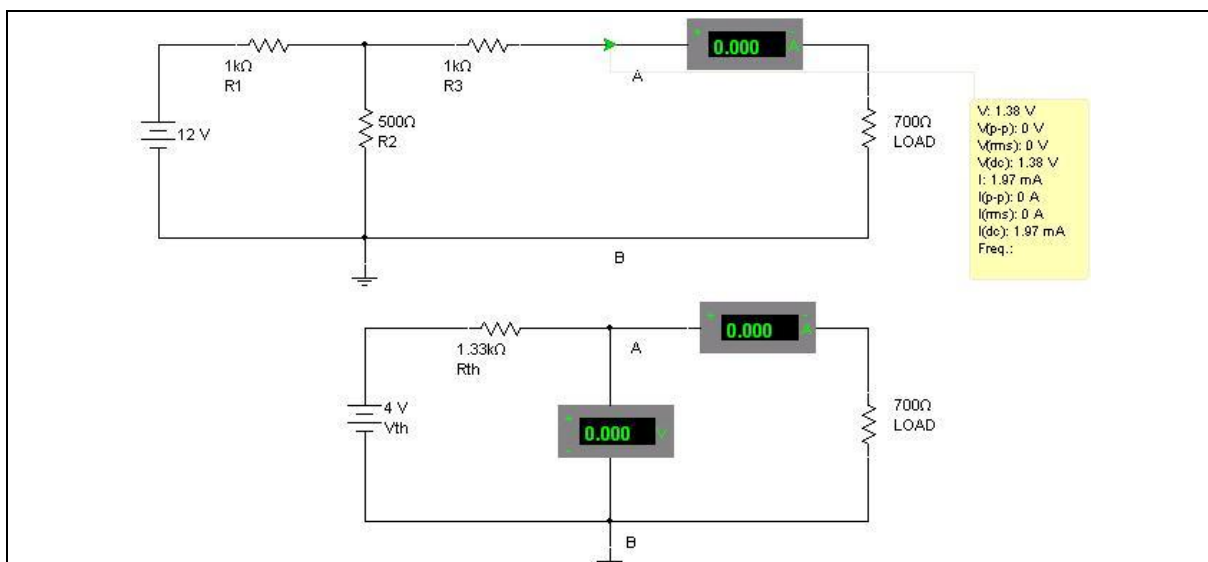 1kΩ
R1
1kΩ
R3
+ 0.000 - A
A
12 V
500Ω
R2
700Ω
LOAD
V: 1.38 V
V(p-p): 0 V
V(rms): 0 V
V(dc): 1.38 V
I: 1.97 mA
I(p-p): 0 A
I(rms): 0 A
I(dc): 1.97 mA
Freq.:
B
1.33kΩ
Rth
A
+ 0.000 - A
4 V
Vth
+ 0.000 - V
700Ω
LOAD
B